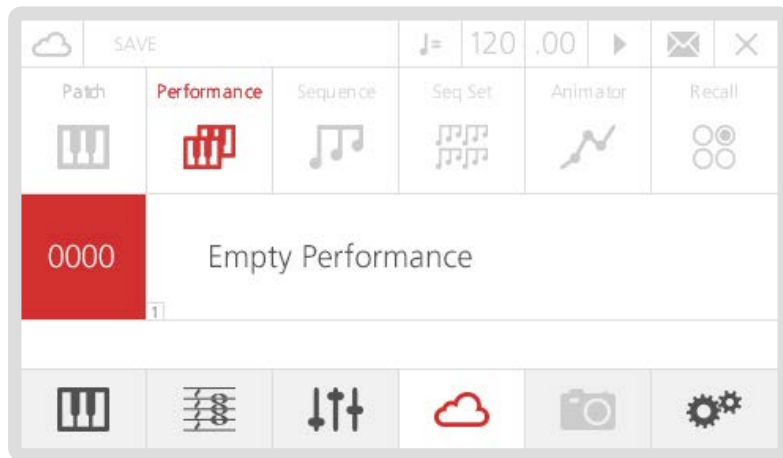 SAVE ♩= 120 .00
Patch Performance Sequence Seq Set Animator Recall
0000 Empty Performance
1